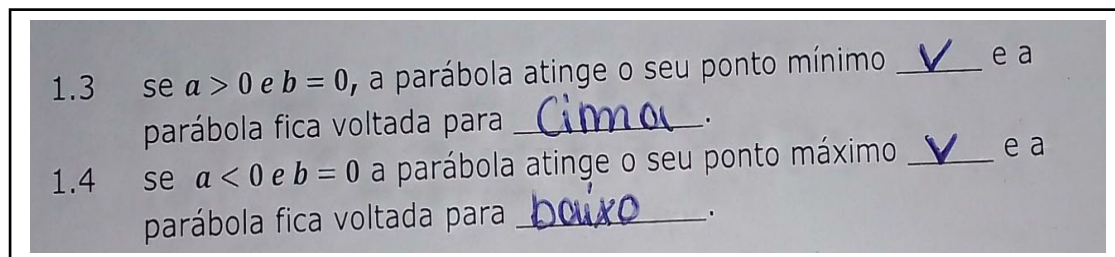 1.3 se a > 0 e b = 0, a parábola atinge o seu ponto mínimo V e a
parábola fica voltada para Cima.
1.4 se a < 0 e b = 0 a parábola atinge o seu ponto máximo V e a
parábola fica voltada para baixo.